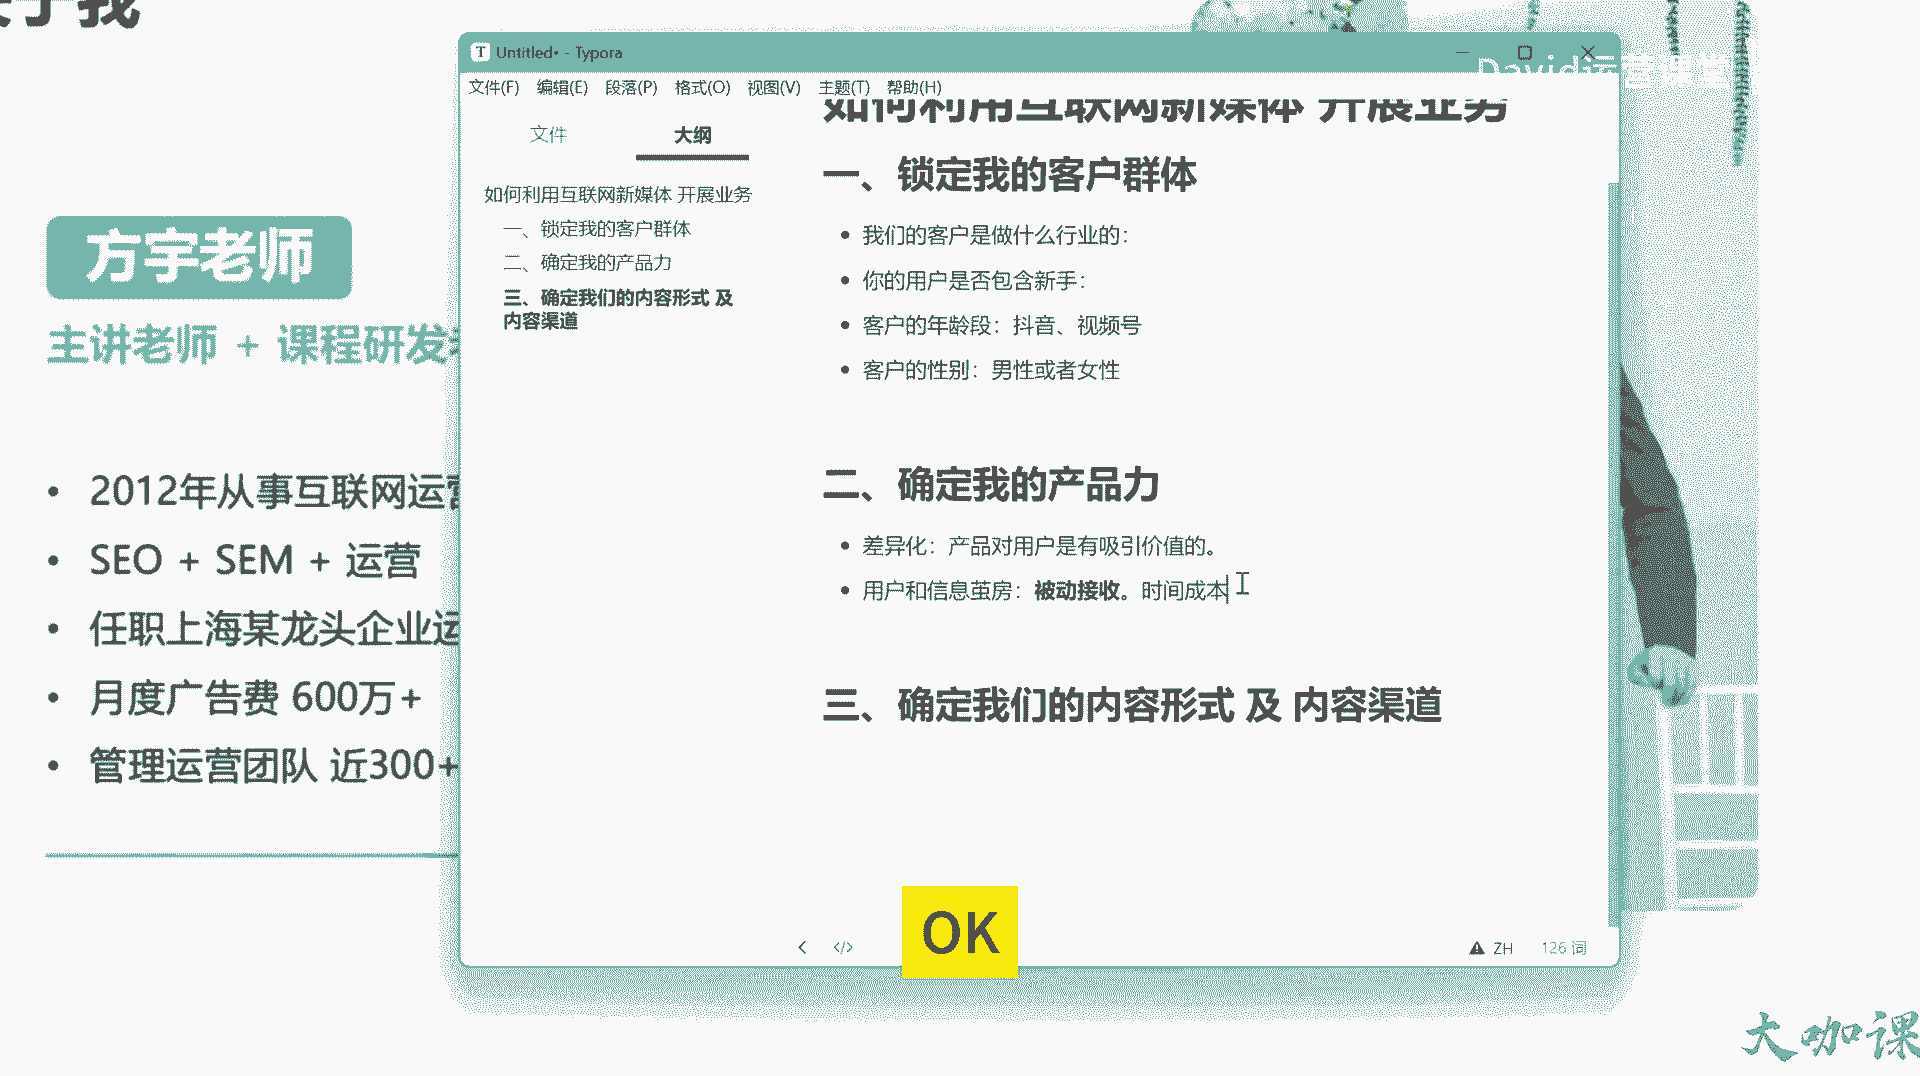 关于我
方宇老师
主讲老师 + 课程研发
2012年从事互联网运营
SEO + SEM + 运营
任职上海某龙头企业运
月度广告费 600万+
管理运营团队 近300+
Untitled• - Typora
David运营课堂
文件(F) 编辑(E) 段落(P) 格式(O) 视图(V) 主题(T) 帮助(H)
文件 大纲
如何利用互联网新媒体 开展业务
一、锁定我的客户群体
二、确定我的产品力
三、确定我们的内容形式 及
内容渠道
如何利用互联网新媒体 开展业务
一、锁定我的客户群体
我们的客户是做什么行业的：
你的用户是否包含新手：
客户的年龄段：抖音、视频号
客户的性别：男性或者女性
二、确定我的产品力
差异化：产品对用户是有吸引价值的。
用户和信息茧房：被动接收。时间成本
三、确定我们的内容形式 及 内容渠道
OK
ZH 126 词
大咖课